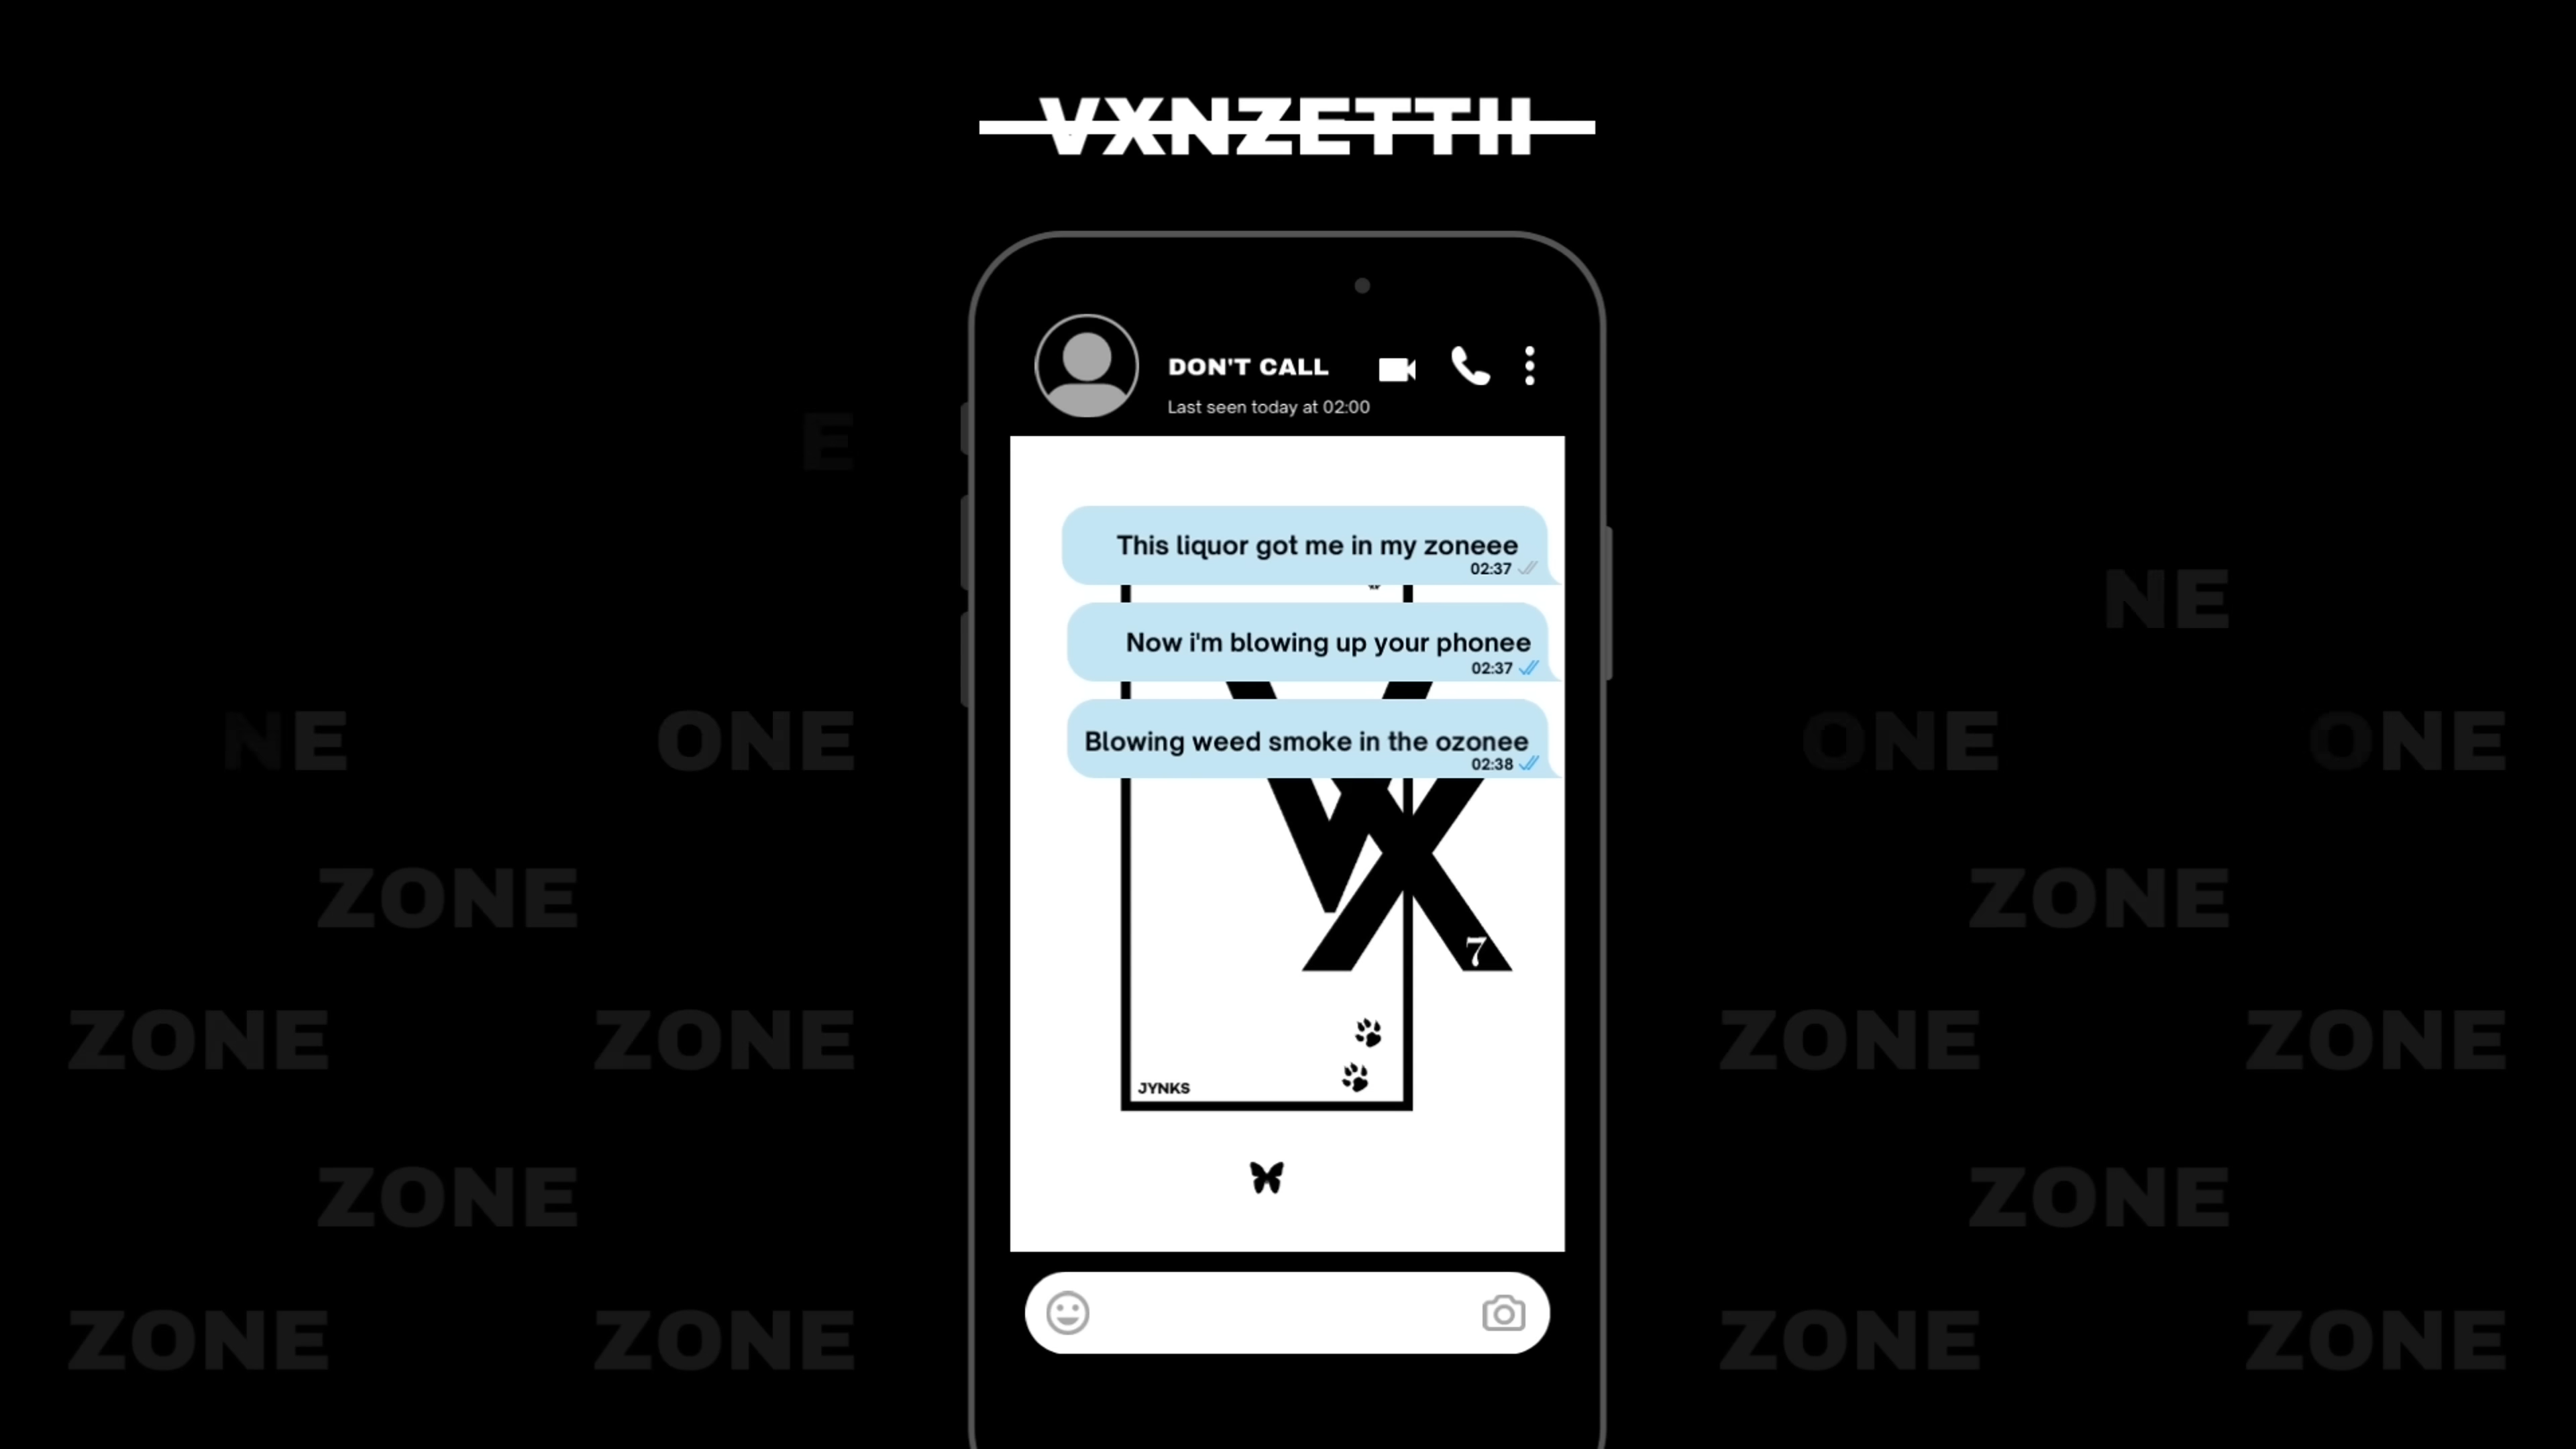 VXNZETTH
DON'T CALL
Last seen today at 02:00
This liquor got me in my zoneee
02:37
Now i'm blowing up your phonee
02:37
Blowing weed smoke in the ozonee
02:38
VX
7
JYNKS
E
NE
NE
ONE
ONE
ONE
ZONE
ZONE
ZONE
ZONE
ZONE
ZONE
ZONE
ZONE
ZONE
ZONE
ZONE
ZONE